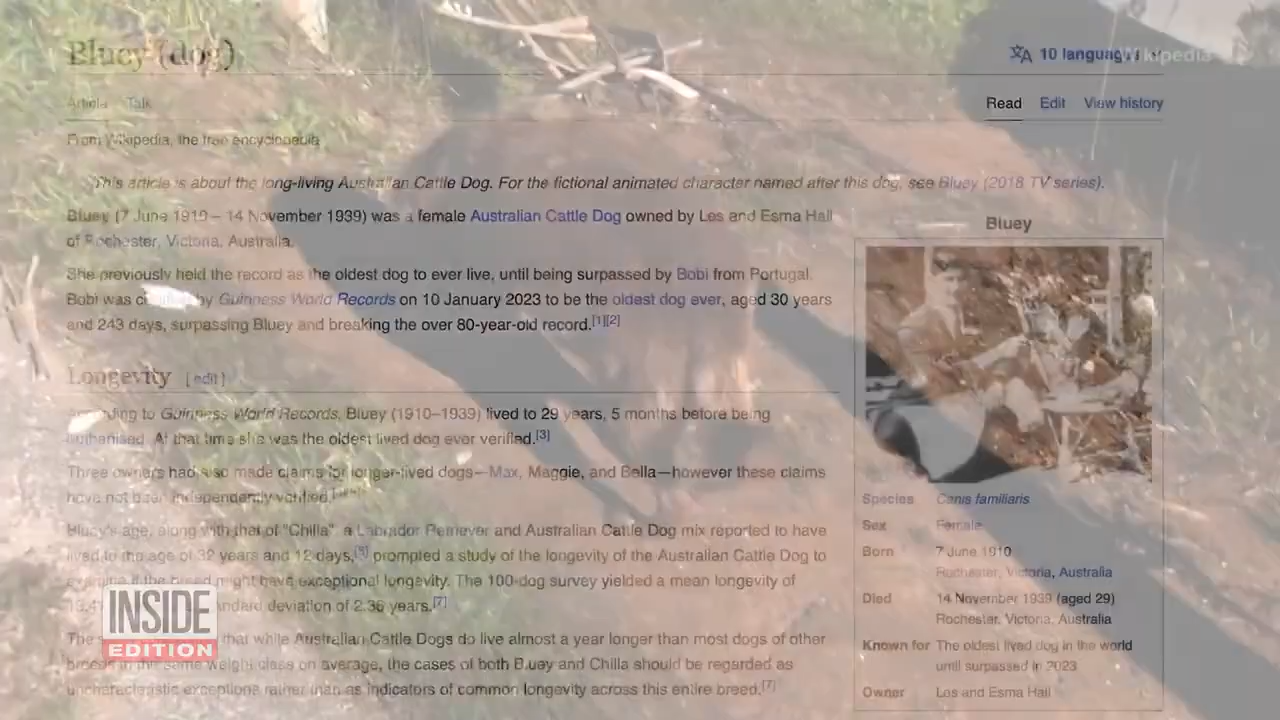 Bluey (dog)
10 languages
Wikipedia
Article Talk
Read Edit View history
From Wikipedia, the free encyclopedia
This article is about the long-living Australian Cattle Dog. For the fictional animated character named after this dog, see Bluey (2018 TV series).
Bluey (7 June 1910 – 14 November 1939) was a female Australian Cattle Dog owned by Les and Esma Hall
of Rochester, Victoria, Australia.
She previously held the record as the oldest dog to ever live, until being surpassed by Bobi from Portugal.
Bobi was by Guinness World Records on 10 January 2023 to be the oldest dog ever, aged 30 years
and 243 days, surpassing Bluey and breaking the over 80-year-old record.[1][2]
Longevity [edit]
According to Guinness World Records, Bluey (1910–1939) lived to 29 years, 5 months before being
euthanised. At that time she was the oldest lived dog ever verified.[3]
Three owners had also made claims for longer-lived dogs—Max, Maggie, and Bella—however these claims
have not been independently verified.
Bluey's age, along with that of "Chilla", a Labrador Retriever and Australian Cattle Dog mix reported to have
lived to the age of 32 years and 12 days, prompted a study of the longevity of the Australian Cattle Dog to
examine if the breed might have exceptional longevity. The 100-dog survey yielded a mean longevity of
standard deviation of 2.36 years.[7]
The that while Australian Cattle Dogs do live almost a year longer than most dogs of other
breeds in the same weight class on average, the cases of both Bluey and Chilla should be regarded as
uncharacteristic exceptions rather than as indicators of common longevity across this entire breed.[7]
Bluey
Species Canis familiaris
Sex Female
Born 7 June 1910
Rochester, Victoria, Australia
Died 14 November 1939 (aged 29)
Rochester, Victoria, Australia
Known for The oldest lived dog in the world
until surpassed in 2023
Owner Les and Esma Hall
INSIDE
EDITION